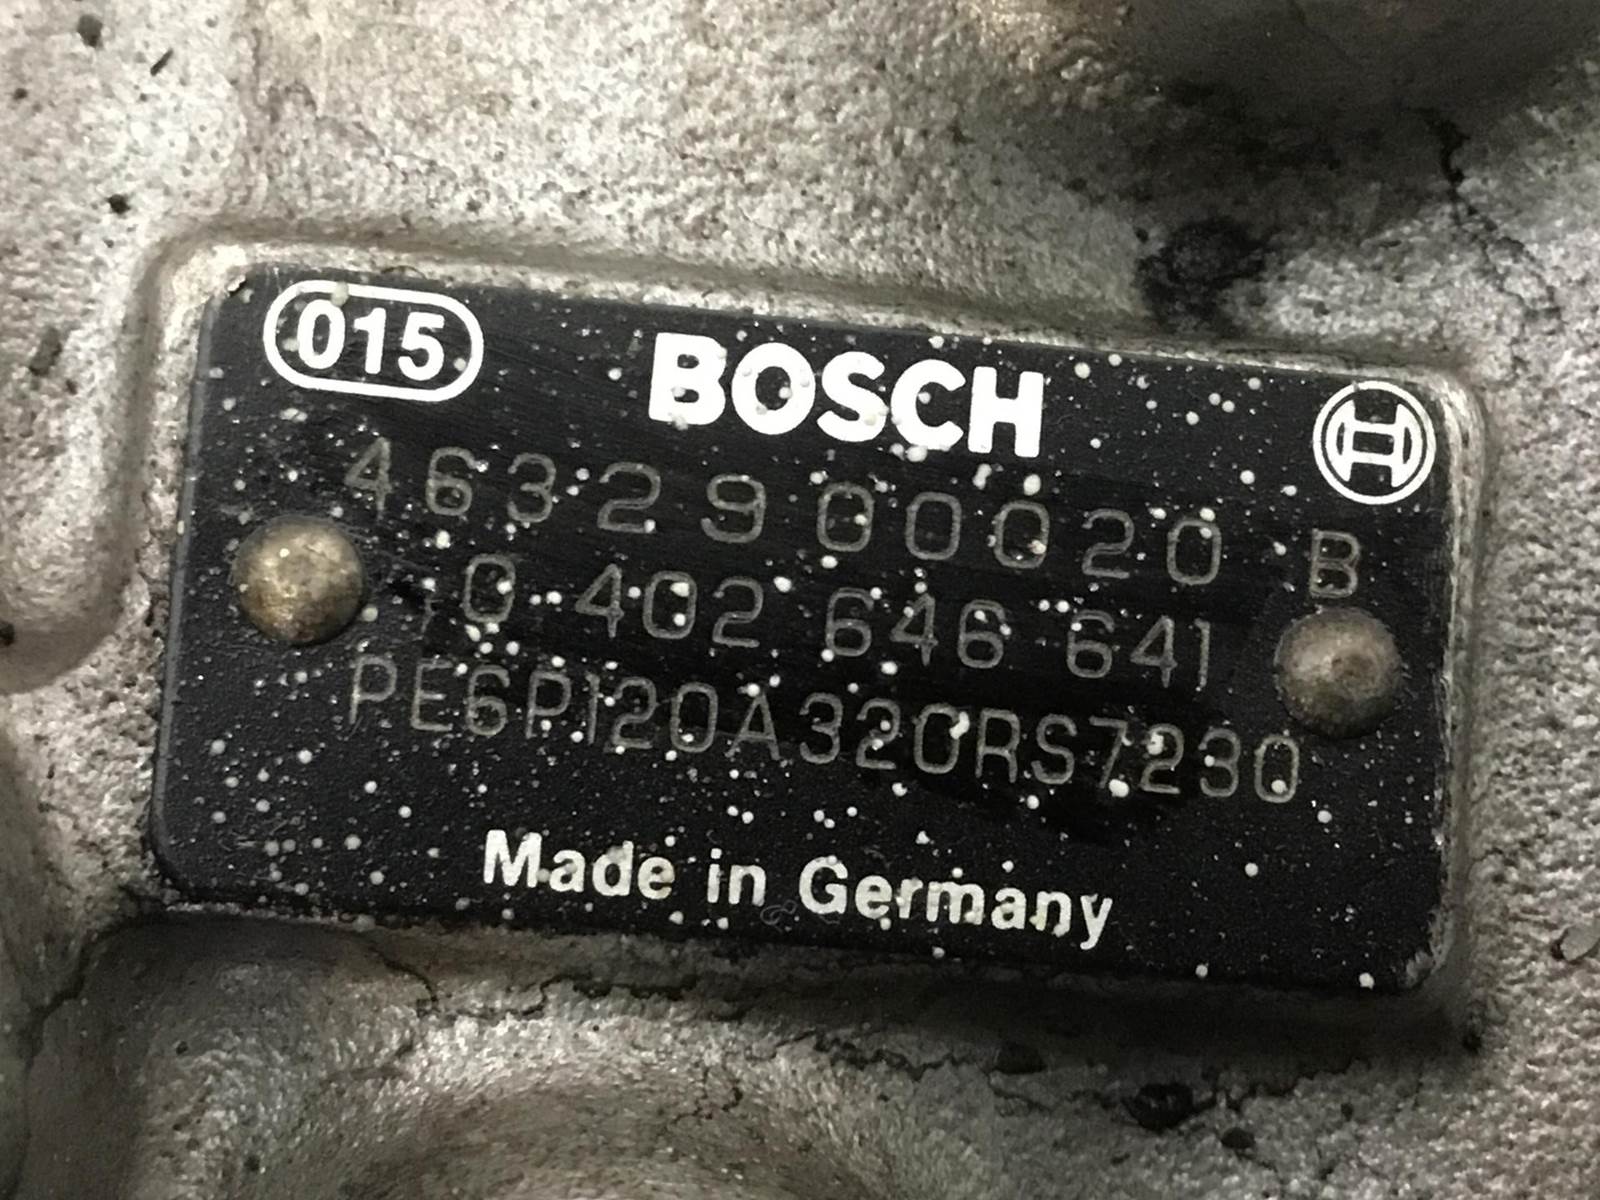 015
BOSCH
4632900020 B
0 402 646 641
PE6P120A320RS7230
Made in Germany